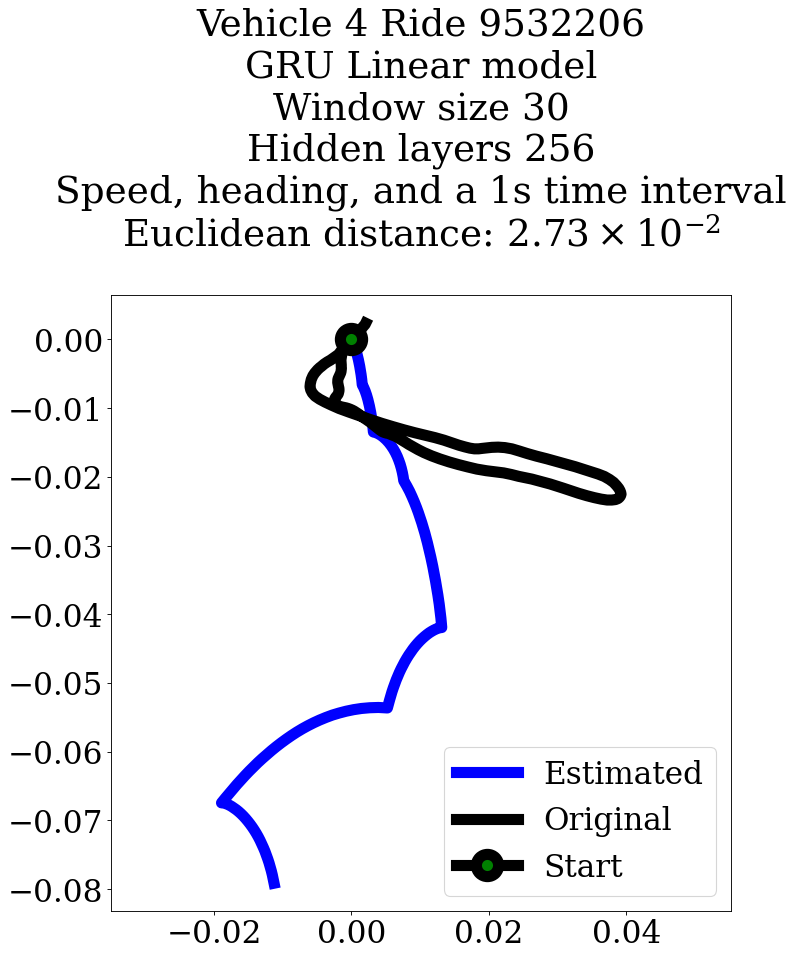 Vehicle 4 Ride 9532206
GRU Linear model
Window size 30
Hidden layers 256
Speed, heading, and a 1s time interval
Euclidean distance: 2.73 × 10⁻²
0.00
−0.01
−0.02
−0.03
−0.04
−0.05
−0.06
−0.07
−0.08
Estimated
Original
Start
−0.02 0.00 0.02 0.04